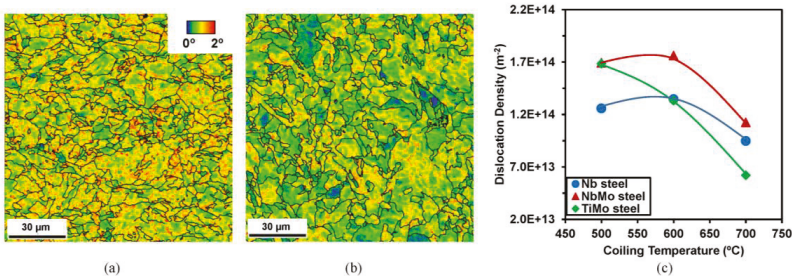 0º 2º
30 µm
(a)
30 µm
(b)
Dislocation Density (m-2)
2.2E+14
1.7E+14
1.2E+14
7.0E+13
2.0E+13
Nb steel
NbMo steel
TiMo steel
450 500 550 600 650 700 750
Coiling Temperature (ºC)
(c)